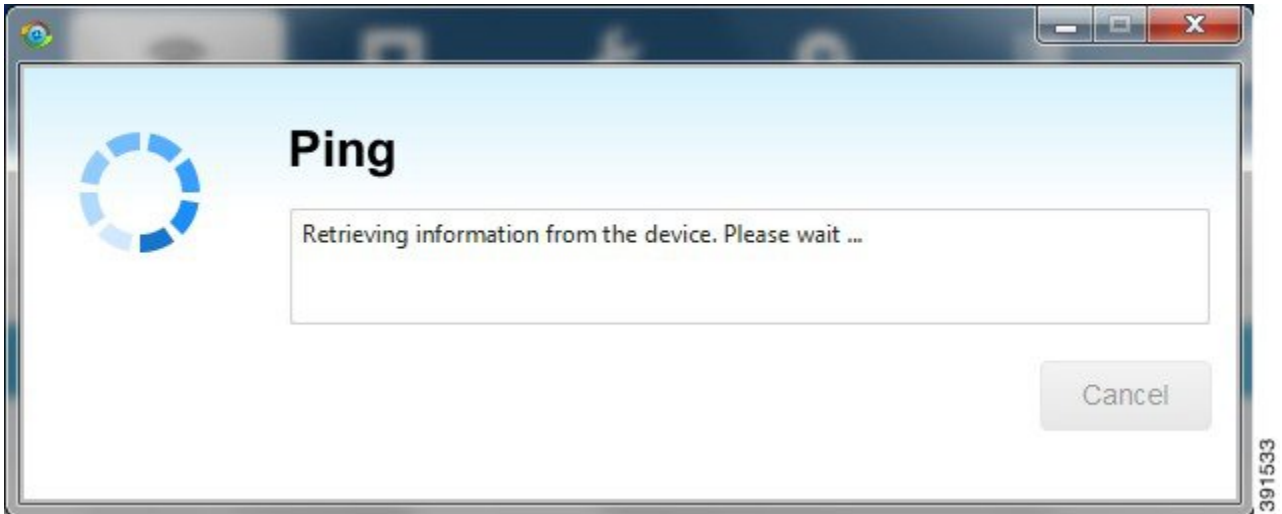 Ping
Retrieving information from the device. Please wait ...
Cancel
391533